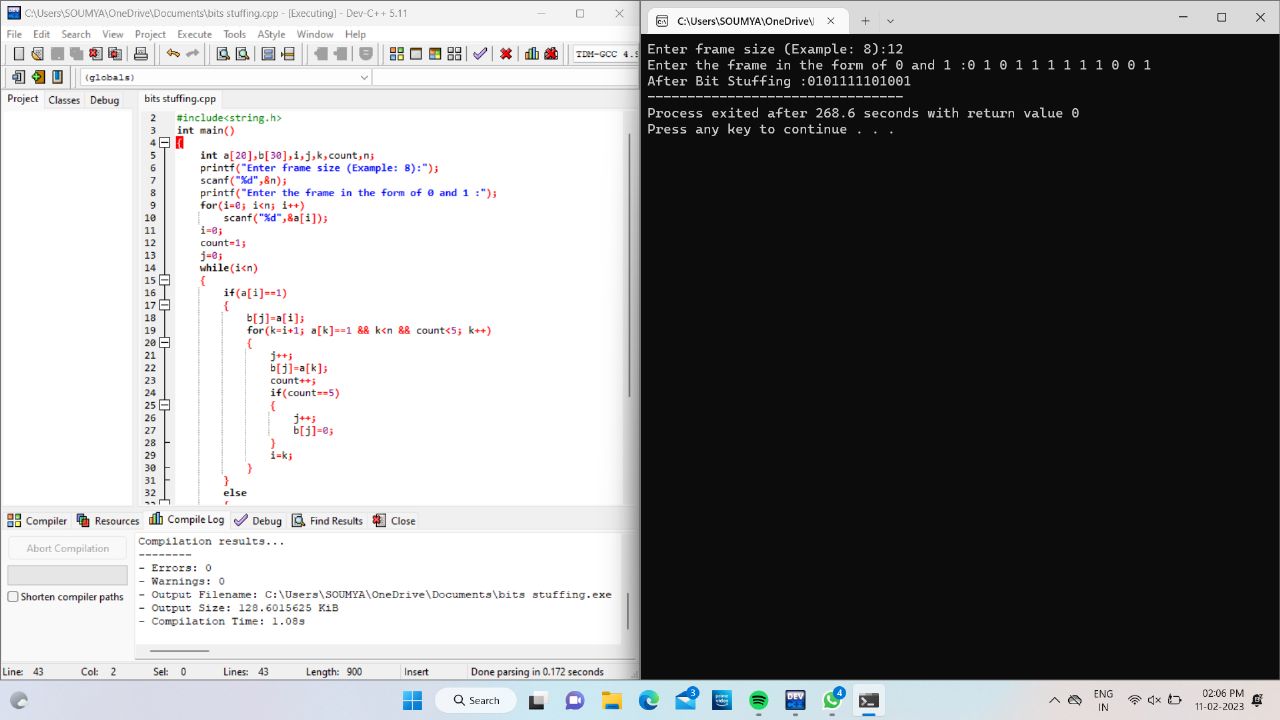 C:\Users\SOUMYA\OneDrive\Documents\bits stuffing.cpp - [Executing] - Dev-C++ 5.11
File Edit Search View Project Execute Tools AStyle Window Help
TDM-GCC 4.9
(globals)
Project Classes Debug
bits stuffing.cpp
2 #include<string.h>
3 int main()
4 {
5 int a[20],b[30],i,j,k,count,n;
6 printf("Enter frame size (Example: 8):");
7 scanf("%d",&n);
8 printf("Enter the frame in the form of 0 and 1 :");
9 for(i=0; i<n; i++)
10 scanf("%d",&a[i]);
11 i=0;
12 count=1;
13 j=0;
14 while(i<n)
15 {
16 if(a[i]==1)
17 {
18 b[j]=a[i];
19 for(k=i+1; a[k]==1 && k<n && count<5; k++)
20 {
21 j++;
22 b[j]=a[k];
23 count++;
24 if(count==5)
25 {
26 j++;
27 b[j]=0;
28 }
29 i=k;
30 }
31 }
32 else
Compiler Resources Compile Log Debug Find Results Close
Abort Compilation
Shorten compiler paths
Compilation results...
--------
- Errors: 0
- Warnings: 0
- Output Filename: C:\Users\SOUMYA\OneDrive\Documents\bits stuffing.exe
- Output Size: 128.6015625 KiB
- Compilation Time: 1.08s
Line: 43 Col: 2 Sel: 0 Lines: 43 Length: 900 Insert Done parsing in 0.172 seconds
C:\Users\SOUMYA\OneDrive\
Enter frame size (Example: 8):12
Enter the frame in the form of 0 and 1 :0 1 0 1 1 1 1 1 1 0 0 1
After Bit Stuffing :0101111101001
--------------------------------
Process exited after 268.6 seconds with return value 0
Press any key to continue . . .
Search
3
prime video
DEV
4
ENG
IN
02:06 PM
11-02-2023